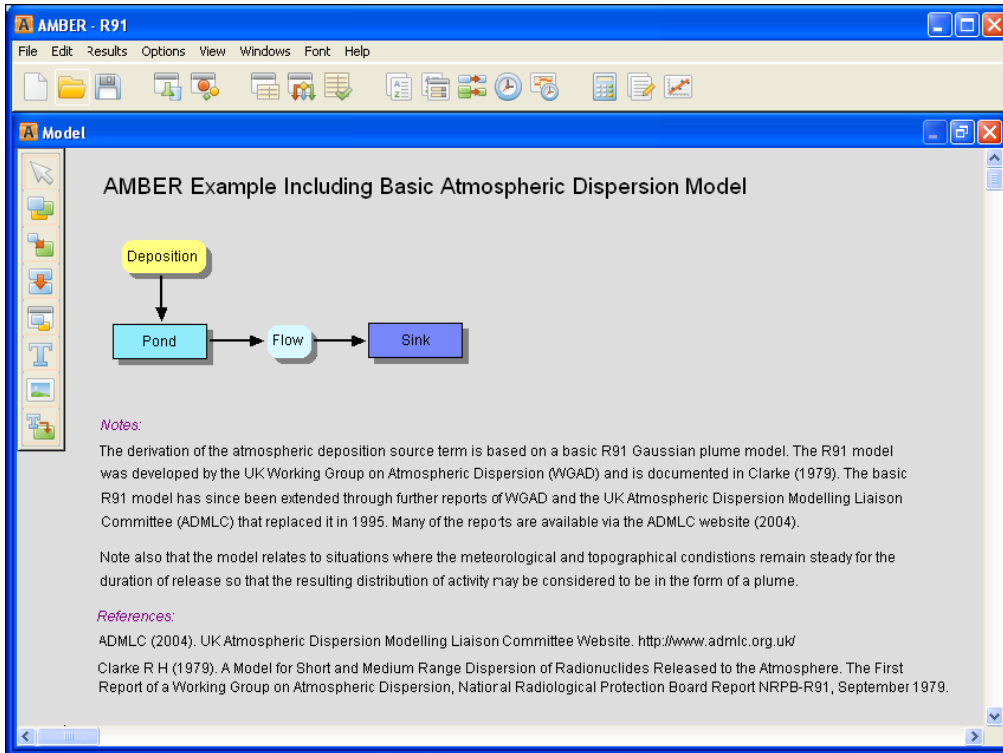 AMBER - R91
File Edit Results Options View Windows Font Help
Model
AMBER Example Including Basic Atmospheric Dispersion Model
Deposition
Pond
Flow
Sink
Notes:
The derivation of the atmospheric deposition source term is based on a basic R91 Gaussian plume model. The R91 model
was developed by the UK Working Group on Atmospheric Dispersion (WGAD) and is documented in Clarke (1979). The basic
R91 model has since been extended through further reports of WGAD and the UK Atmospheric Dispersion Modelling Liaison
Committee (ADMLC) that replaced it in 1995. Many of the reports are available via the ADMLC website (2004).
Note also that the model relates to situations where the meteorological and topographical condistions remain steady for the
duration of release so that the resulting distribution of activity may be considered to be in the form of a plume.
References:
ADMLC (2004). UK Atmospheric Dispersion Modelling Liaison Committee Website. http://www.admlc.org.uk/
Clarke R H (1979). A Model for Short and Medium Range Dispersion of Radionuclides Released to the Atmosphere. The First
Report of a Working Group on Atmospheric Dispersion, National Radiological Protection Board Report NRPB-R91, September 1979.